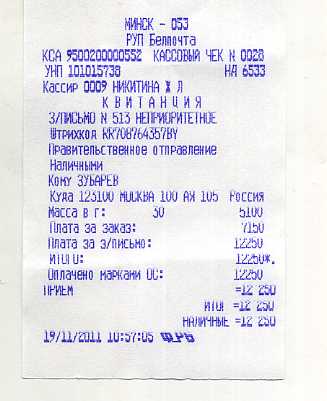 МИНСК - 053
РУП Белпочта
КСА 9500200000552 КАССОВЫЙ ЧЕК N 0028
УНП 101015738 НД 6533
Кассир 0009 НИКИТИНА Ж Л
К В И Т А Н Ц И Я
З/ПИСЬМО N 513 НЕПРИОРИТЕТНОЕ
Штрихкод RR708764357BY
Правительственное отправление
Наличными
Кому ЗУБАРЕВ
Куда 123100 МОСКВА 100 АЯ 105 Россия
Масса в г: 30 5100
Плата за заказ: 7150
Плата за з/письмо: 12250
ИТОГО: 12250*.
Оплачено марками ОС: 12250
ПРИЕМ =12 250
ИТОГ =12 250
НАЛИЧНЫЕ =12 250
19/11/2011 10:57:05